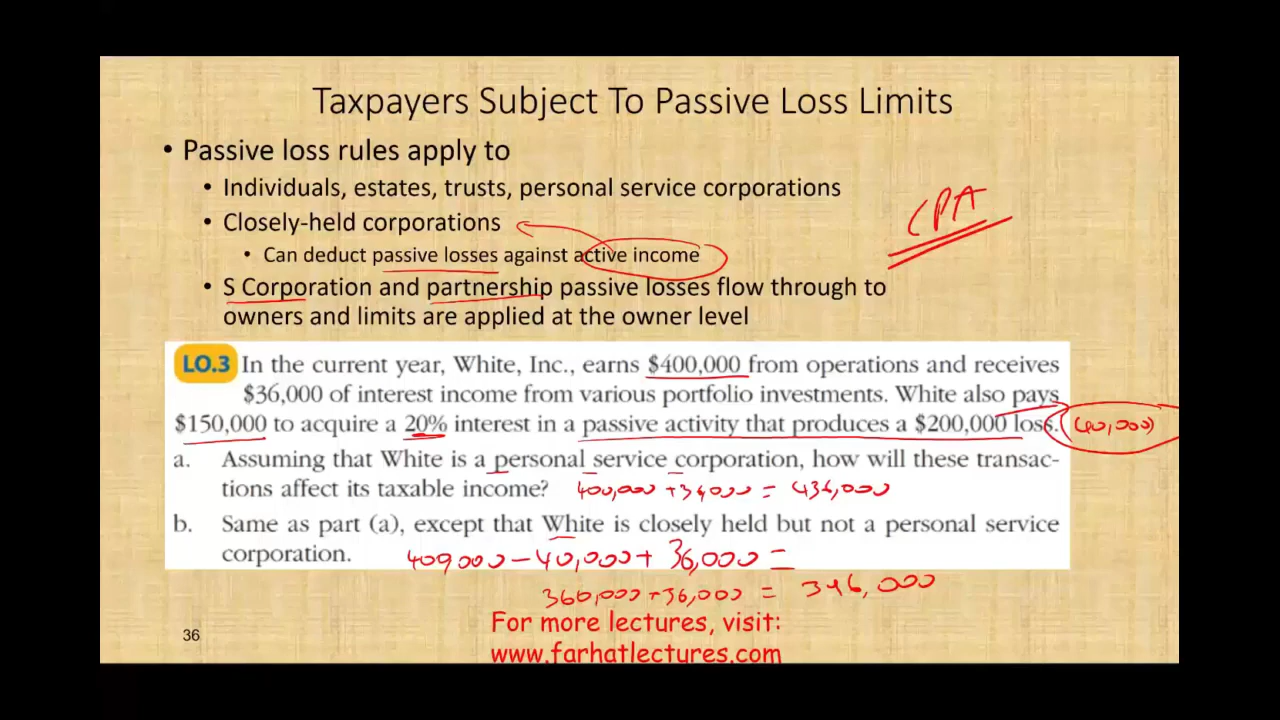 Taxpayers Subject To Passive Loss Limits
• Passive loss rules apply to
• Individuals, estates, trusts, personal service corporations
• Closely-held corporations
• Can deduct passive losses against active income
• S Corporation and partnership passive losses flow through to
owners and limits are applied at the owner level
CPA
LO.3 In the current year, White, Inc., earns $400,000 from operations and receives
$36,000 of interest income from various portfolio investments. White also pays
$150,000 to acquire a 20% interest in a passive activity that produces a $200,000 loss. (40,000)
a. Assuming that White is a personal service corporation, how will these transac-
tions affect its taxable income? 400,000 + 36,000 = 436,000
b. Same as part (a), except that White is closely held but not a personal service
corporation. 400,000 - 40,000 + 36,000 =
360,000 + 36,000 = 396,000
For more lectures, visit:
www.farhatlectures.com
36